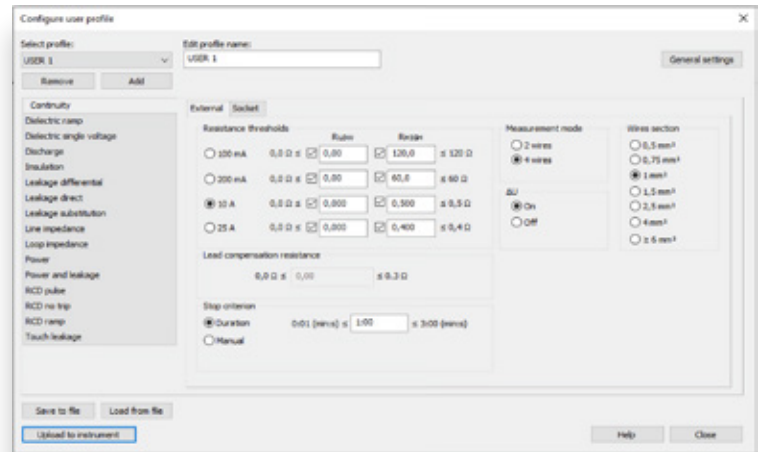 Configure user profile
Select profile:
Edit profile name:
USER 1
USER 1
General settings
Remove
Add
Continuity
Dielectric ramp
Dielectric single voltage
Discharge
Insulation
Leakage differential
Leakage direct
Leakage substitution
Line impedance
Loop impedance
Power
Power and leakage
RCD pulse
RCD no trip
RCD ramp
Touch leakage
External Socket
Resistance thresholds
100 mA 0,0 Ω ≤ 0,00 120,0 ≤ 120 Ω
200 mA 0,0 Ω ≤ 0,00 60,0 ≤ 60 Ω
10 A 0,0 Ω ≤ 0,000 0,500 ≤ 0,5 Ω
25 A 0,0 Ω ≤ 0,000 0,400 ≤ 0,4 Ω
Lead compensation resistance
0,0 Ω ≤ 0,00 ≤ 0.3 Ω
Stop criterion
Duration 0:01 (min:s) ≤ 1:00 ≤ 3:00 (min:s)
Manual
Measurement mode
2 wires
4 wires
ΔU
On
Off
Wires section
0,5 mm²
0,75 mm²
1 mm²
1,5 mm²
2,5 mm²
4 mm²
≥ 6 mm²
Save to file
Load from file
Upload to instrument
Help
Close